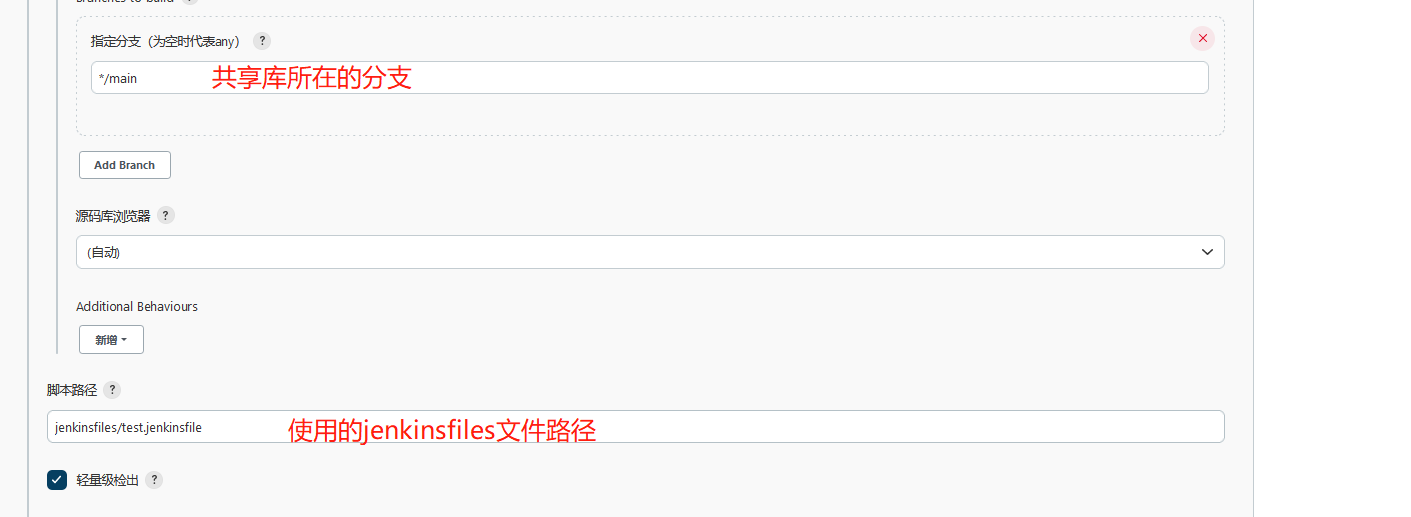 Branches to build ?
指定分支（为空时代表any） ?
*/main 共享库所在的分支
Add Branch
源码库浏览器 ?
(自动)
Additional Behaviours
新增
脚本路径 ?
jenkinsfiles/test.jenkinsfile 使用的jenkinsfiles文件路径
轻量级检出 ?